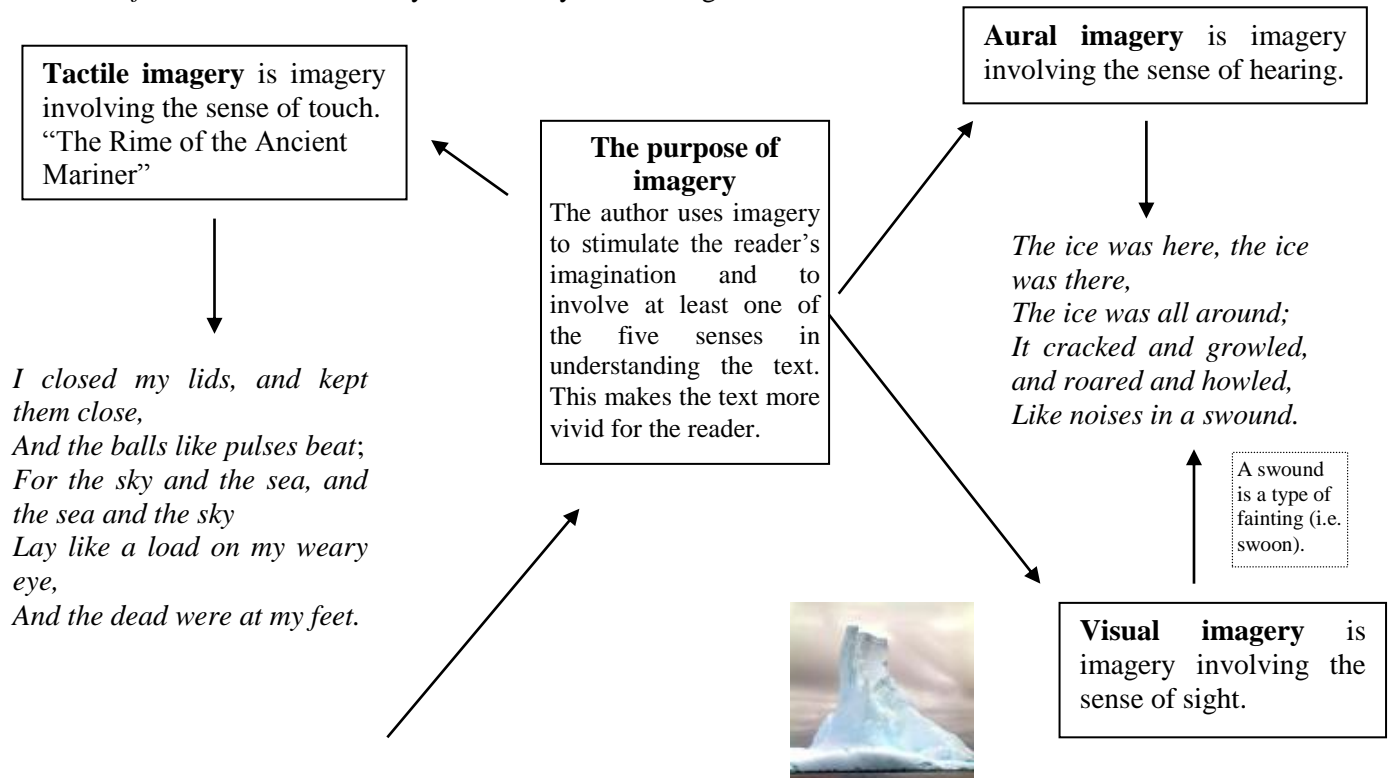 Tactile imagery is imagery
involving the sense of touch.
“The Rime of the Ancient
Mariner”
I closed my lids, and kept
them close,
And the balls like pulses beat;
For the sky and the sea, and
the sea and the sky
Lay like a load on my weary
eye,
And the dead were at my feet.
The purpose of
imagery
The author uses imagery
to stimulate the reader’s
imagination and to
involve at least one of
the five senses in
understanding the text.
This makes the text more
vivid for the reader.
Aural imagery is imagery
involving the sense of hearing.
The ice was here, the ice
was there,
The ice was all around;
It cracked and growled,
and roared and howled,
Like noises in a swound.
A swound
is a type of
fainting (i.e.
swoon).
Visual imagery is
imagery involving the
sense of sight.